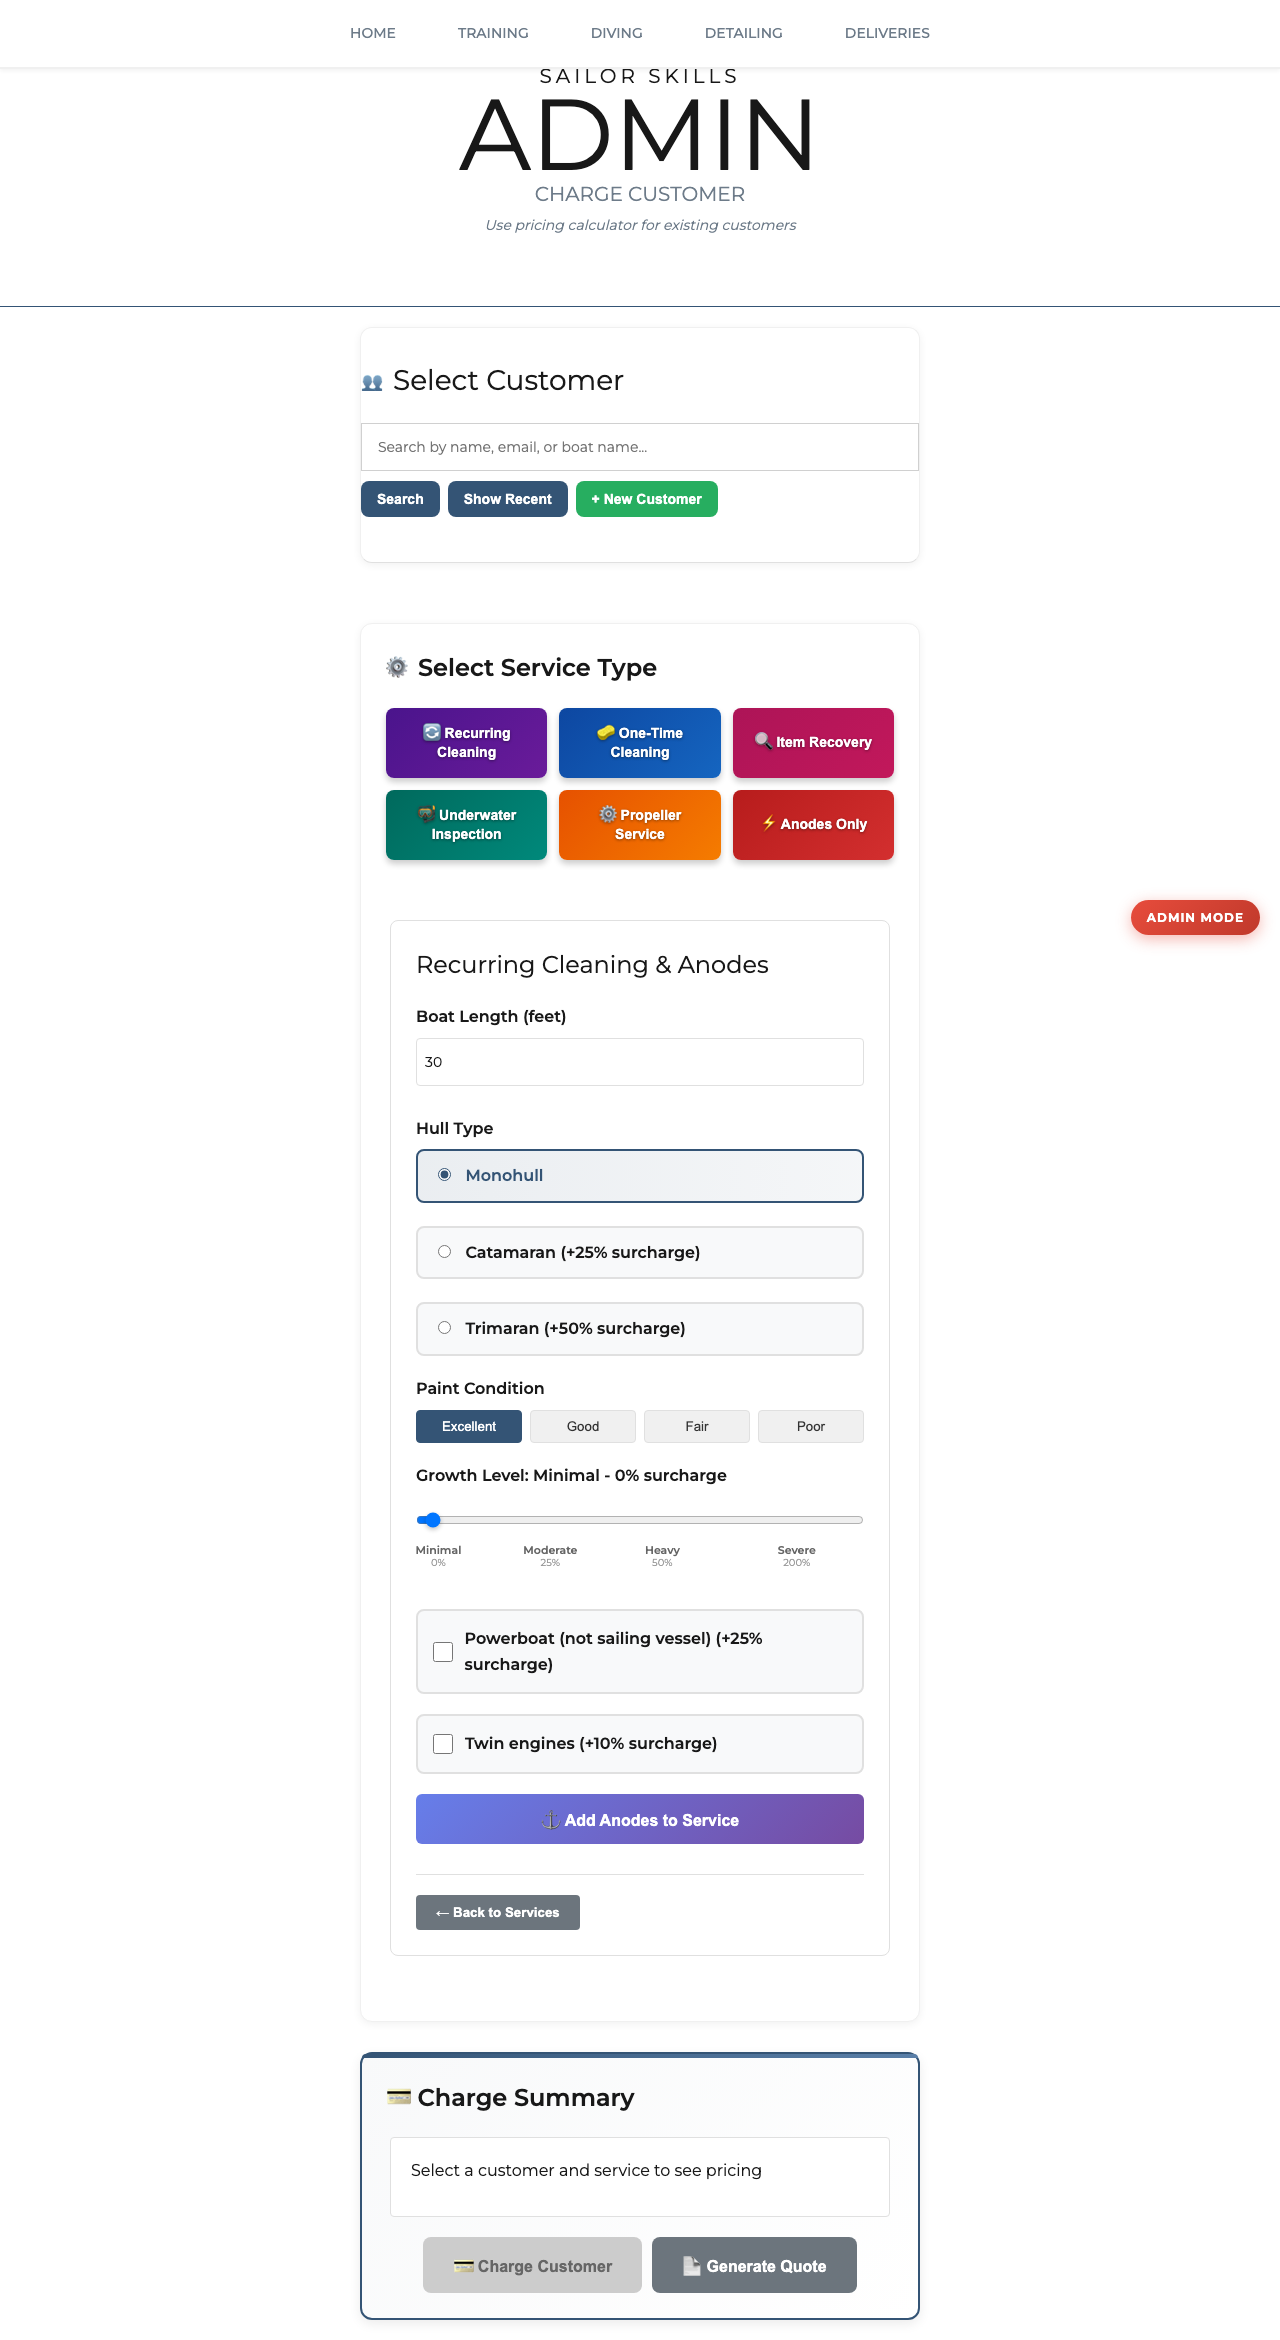 HOME TRAINING DIVING DETAILING DELIVERIES
SAILOR SKILLS
ADMIN
CHARGE CUSTOMER
Use pricing calculator for existing customers
👥 Select Customer
Search by name, email, or boat name...
Search Show Recent + New Customer
⚙️ Select Service Type
🔄 Recurring
Cleaning
🧽 One-Time
Cleaning
🔍 Item Recovery
🤿 Underwater
Inspection
⚙️ Propeller
Service
⚡ Anodes Only
ADMIN MODE
Recurring Cleaning & Anodes
Boat Length (feet)
30
Hull Type
Monohull
Catamaran (+25% surcharge)
Trimaran (+50% surcharge)
Paint Condition
Excellent Good Fair Poor
Growth Level: Minimal - 0% surcharge
Minimal Moderate Heavy Severe
0% 25% 50% 200%
Powerboat (not sailing vessel) (+25%
surcharge)
Twin engines (+10% surcharge)
⚓ Add Anodes to Service
← Back to Services
💳 Charge Summary
Select a customer and service to see pricing
💳 Charge Customer 📄 Generate Quote